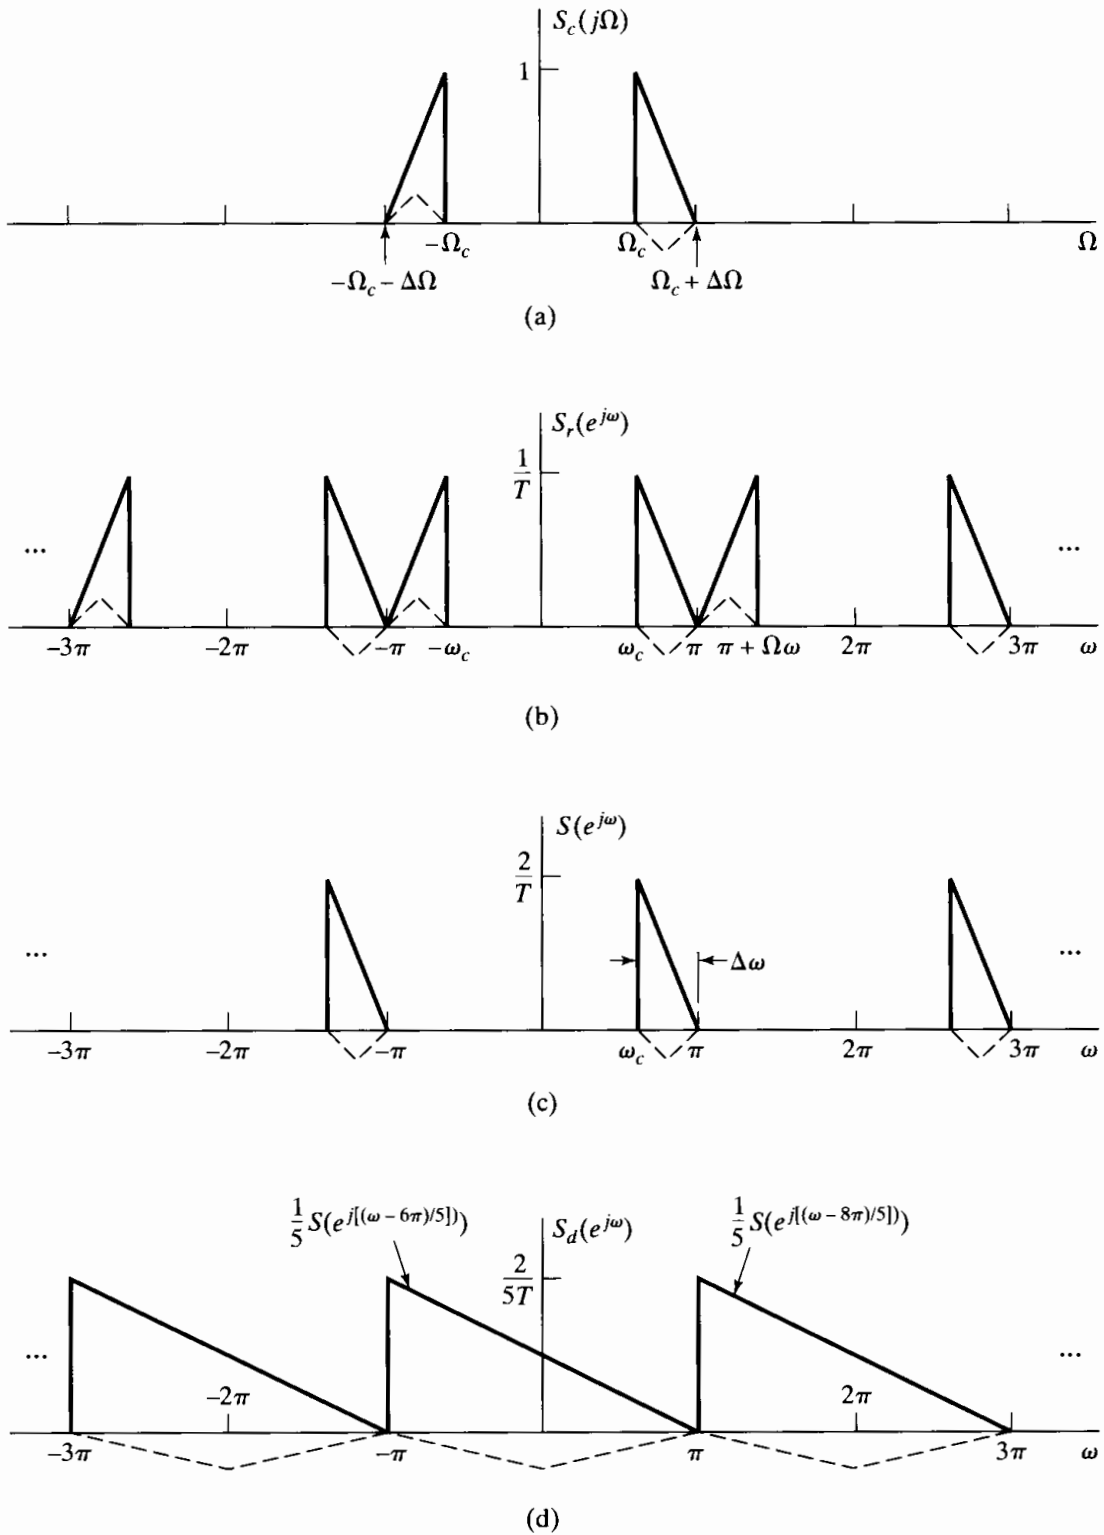 S_c(jΩ)
1
−Ω_c
Ω_c
Ω
−Ω_c − ΔΩ
Ω_c + ΔΩ
(a)
S_r(e^{jω})
1/T
...
...
−3π
−2π
−π
−ω_c
ω_c
π
π + Ωω
2π
3π
ω
(b)
S(e^{jω})
2/T
...
Δω
...
−3π
−2π
−π
ω_c
π
2π
3π
ω
(c)
1/5 S(e^{j[(ω − 6π)/5]})
S_d(e^{jω})
1/5 S(e^{j[(ω − 8π)/5]})
2/5T
...
...
−2π
2π
−3π
−π
π
3π
ω
(d)